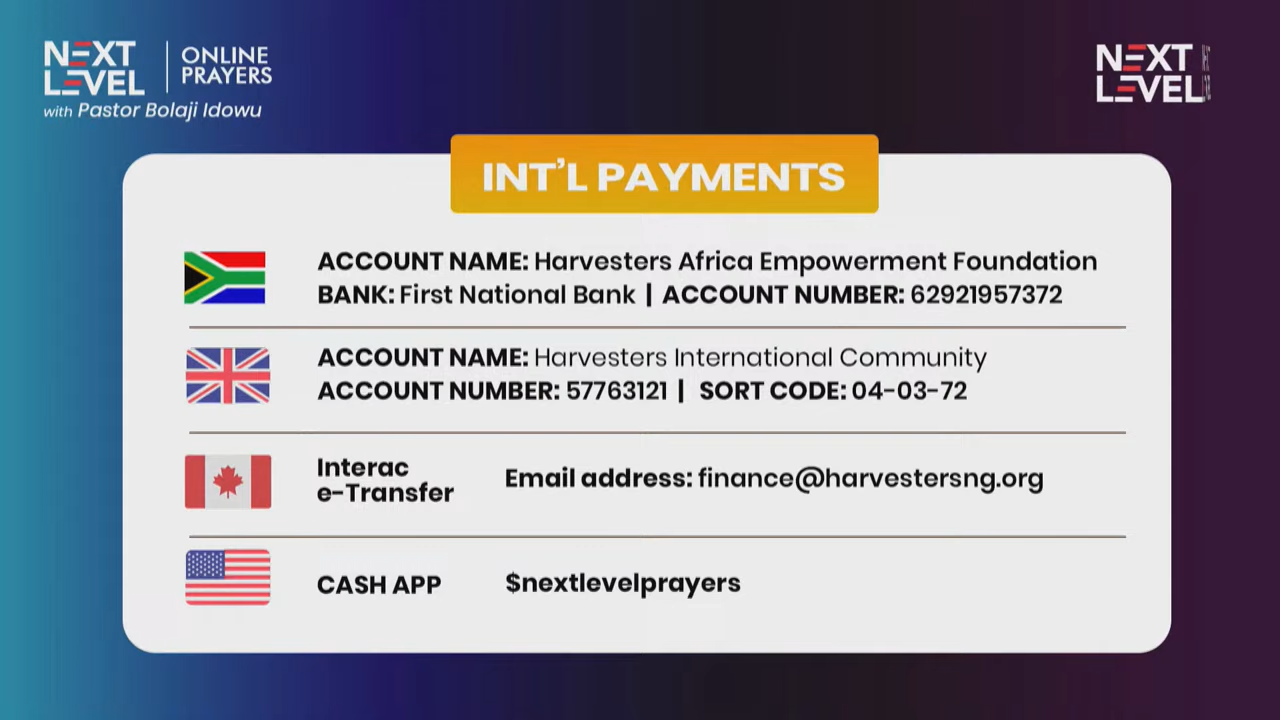 NEXT LEVEL | ONLINE PRAYERS
with Pastor Bolaji Idowu
NEXT
LEVEL
INT'L PAYMENTS
ACCOUNT NAME: Harvesters Africa Empowerment Foundation
BANK: First National Bank | ACCOUNT NUMBER: 62921957372
ACCOUNT NAME: Harvesters International Community
ACCOUNT NUMBER: 57763121 | SORT CODE: 04-03-72
Interac
e-Transfer
Email address: finance@harvestersng.org
CASH APP
$nextlevelprayers